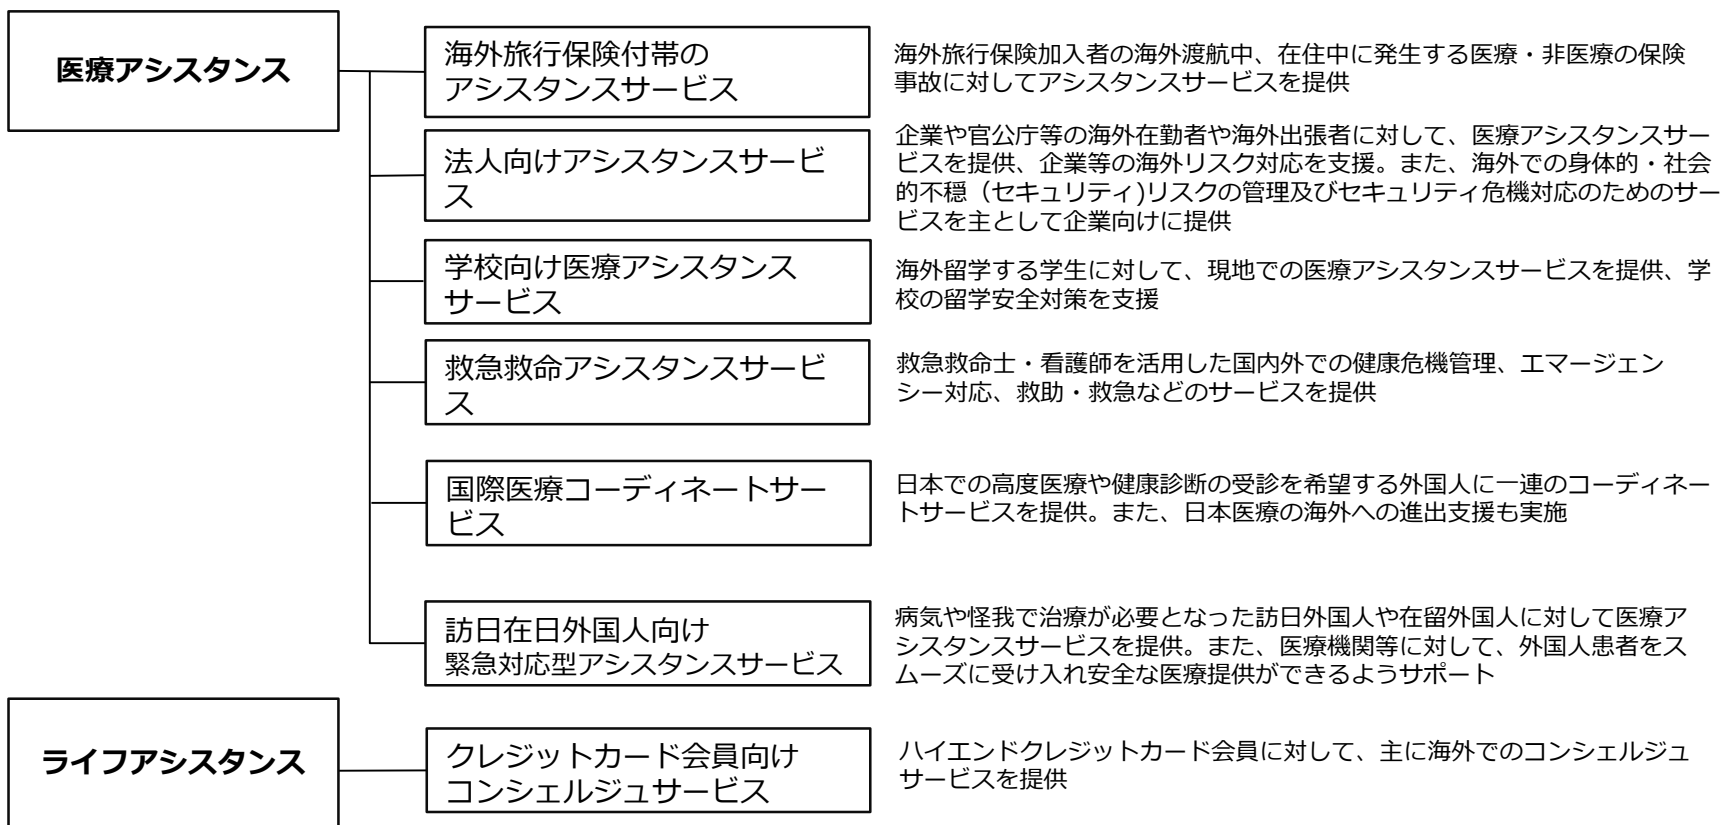 医療アシスタンス
海外旅行保険付帯の
アシスタンスサービス
海外旅行保険加入者の海外渡航中、在住中に発生する医療・非医療の保険
事故に対してアシスタンスサービスを提供
法人向けアシスタンスサービ
ス
企業や官公庁等の海外在勤者や海外出張者に対して、医療アシスタンスサー
ビスを提供、企業等の海外リスク対応を支援。また、海外での身体的・社会
的不穏（セキュリティ)リスクの管理及びセキュリティ危機対応のためのサー
ビスを主として企業向けに提供
学校向け医療アシスタンス
サービス
海外留学する学生に対して、現地での医療アシスタンスサービスを提供、学
校の留学安全対策を支援
救急救命アシスタンスサービ
ス
救急救命士・看護師を活用した国内外での健康危機管理、エマージェン
シー対応、救助・救急などのサービスを提供
国際医療コーディネートサー
ビス
日本での高度医療や健康診断の受診を希望する外国人に一連のコーディネー
トサービスを提供。また、日本医療の海外への進出支援も実施
訪日在日外国人向け
緊急対応型アシスタンスサービス
病気や怪我で治療が必要となった訪日外国人や在留外国人に対して医療ア
シスタンスサービスを提供。また、医療機関等に対して、外国人患者をス
ムーズに受け入れ安全な医療提供ができるようサポート
ライフアシスタンス
クレジットカード会員向け
コンシェルジュサービス
ハイエンドクレジットカード会員に対して、主に海外でのコンシェルジュ
サービスを提供